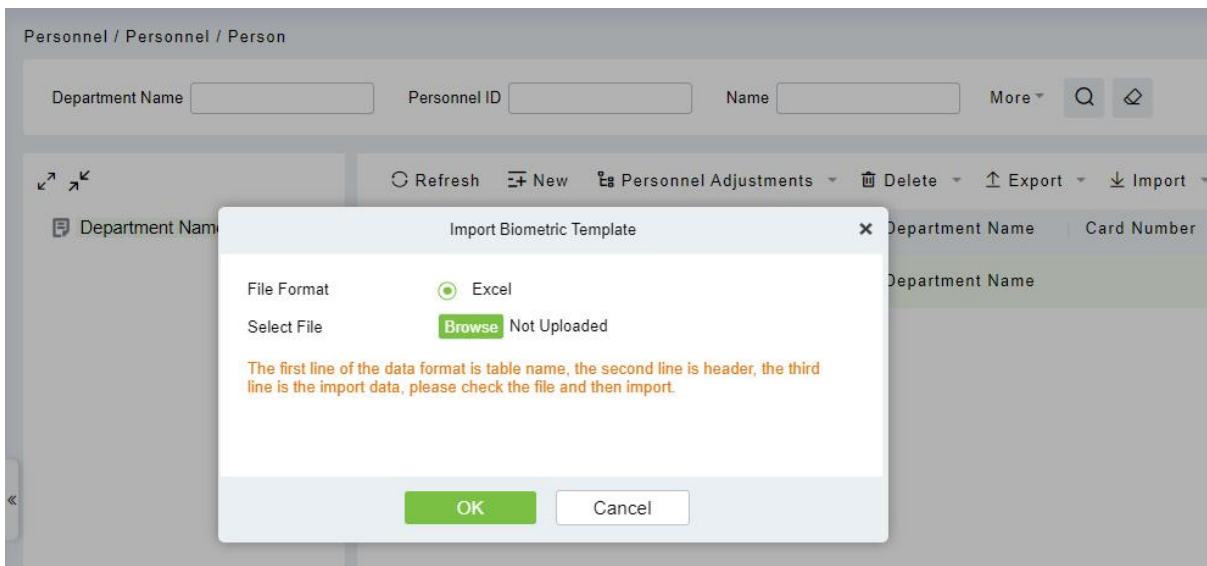 Personnel / Personnel / Person
Department Name Personnel ID Name More
Refresh New Personnel Adjustments Delete Export Import
Department Name
Import Biometric Template
Department Name Card Number
File Format Excel
Department Name
Select File Browse Not Uploaded
The first line of the data format is table name, the second line is header, the third
line is the import data, please check the file and then import.
OK Cancel